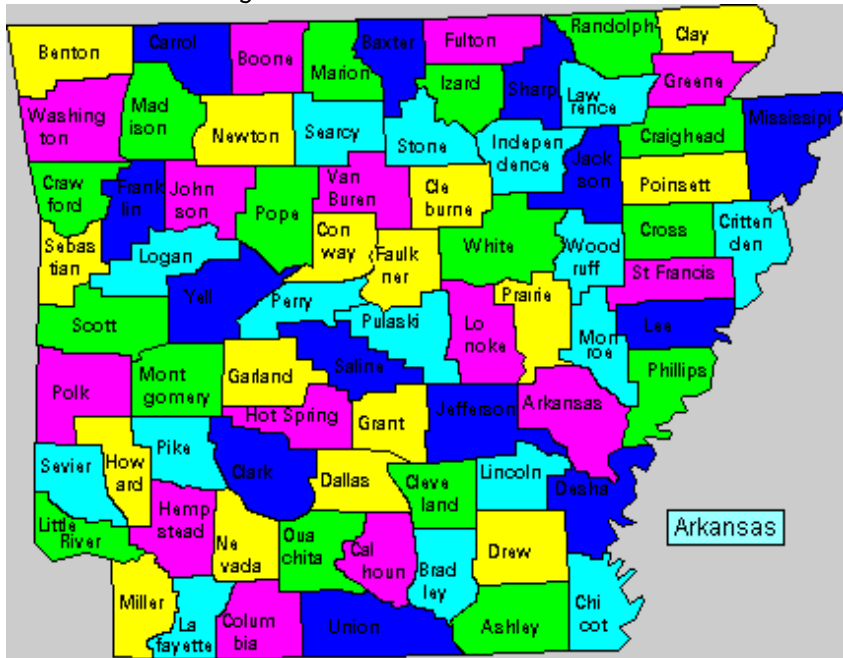 Benton
Carrol
Boone
Marion
Baxter
Fulton
Randolph
Clay
Washing
ton
Mad
ison
Newton
Searcy
Stone
Izard
Sharp
Law
rence
Greene
Indepen
dence
Jack
son
Craighead
Mississipi
Craw
ford
Frank
lin
John
son
Pope
Van
Buren
Cle
burne
Poinsett
Sebas
tian
Logan
Con
way
Faulk
ner
White
Wood
ruff
Cross
Critten
den
Scott
Yell
Perry
Pulaski
Lo
noke
Prairie
Mon
roe
St Francis
Lee
Polk
Mont
gomery
Garland
Saline
Phillips
Hot Spring
Grant
Jefferson
Arkansas
Sevier
How
ard
Pike
Clark
Dallas
Cleve
land
Lincoln
Desha
Little
River
Hemp
stead
Ne
vada
Oua
chita
Cal
houn
Brad
ley
Drew
Arkansas
Miller
La
fayette
Colum
bia
Union
Ashley
Chi
cot